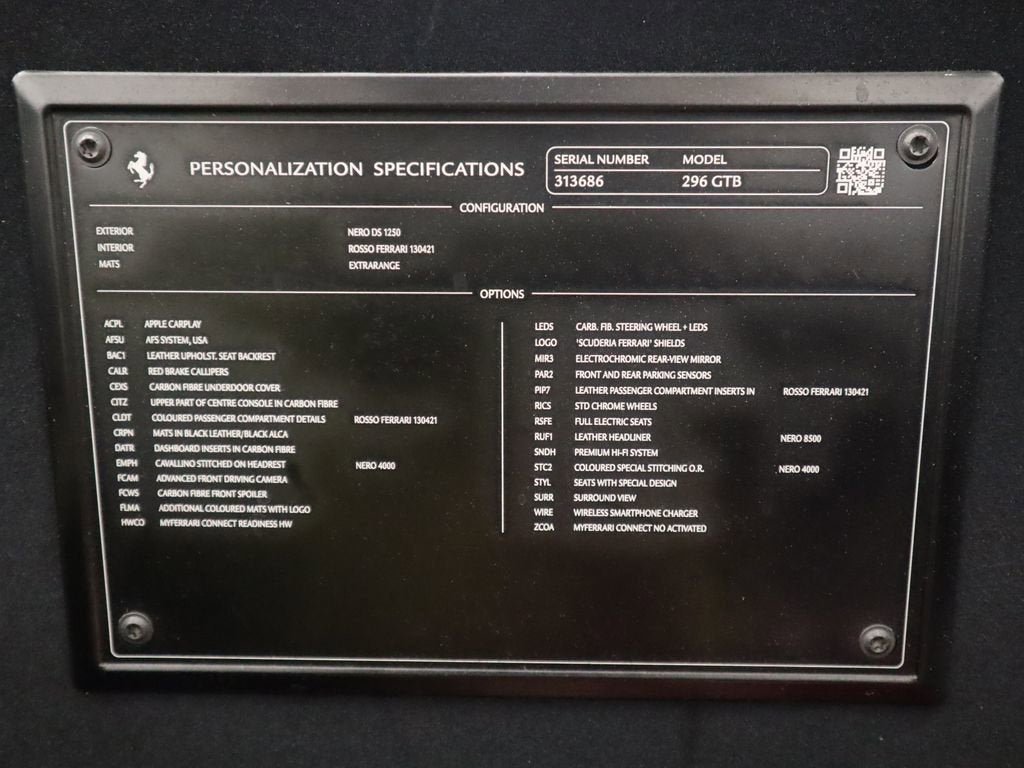 PERSONALIZATION SPECIFICATIONS
SERIAL NUMBER MODEL
313686 296 GTB
CONFIGURATION
EXTERIOR NERO DS 1250
INTERIOR ROSSO FERRARI 130421
MATS EXTRARANGE
OPTIONS
ACPL APPLE CARPLAY
AFSU AFS SYSTEM, USA
BAC1 LEATHER UPHOLST. SEAT BACKREST
CALR RED BRAKE CALLIPERS
CEXS CARBON FIBRE UNDERDOOR COVER
CITZ UPPER PART OF CENTRE CONSOLE IN CARBON FIBRE
CLDT COLOURED PASSENGER COMPARTMENT DETAILS ROSSO FERRARI 130421
CRPN MATS IN BLACK LEATHER/BLACK ALCA
DATR DASHBOARD INSERTS IN CARBON FIBRE
EMPH CAVALLINO STITCHED ON HEADREST NERO 4000
FCAM ADVANCED FRONT DRIVING CAMERA
FCWS CARBON FIBRE FRONT SPOILER
FLMA ADDITIONAL COLOURED MATS WITH LOGO
HWCO MYFERRARI CONNECT READINESS HW
LEDS CARB. FIB. STEERING WHEEL + LEDS
LOGO 'SCUDERIA FERRARI' SHIELDS
MIR3 ELECTROCHROMIC REAR-VIEW MIRROR
PAR2 FRONT AND REAR PARKING SENSORS
PIP7 LEATHER PASSENGER COMPARTMENT INSERTS IN ROSSO FERRARI 130421
RICS STD CHROME WHEELS
RSFE FULL ELECTRIC SEATS
RUF1 LEATHER HEADLINER NERO 8500
SNDH PREMIUM HI-FI SYSTEM
STC2 COLOURED SPECIAL STITCHING O.R. NERO 4000
STYL SEATS WITH SPECIAL DESIGN
SURR SURROUND VIEW
WIRE WIRELESS SMARTPHONE CHARGER
ZCOA MYFERRARI CONNECT NO ACTIVATED